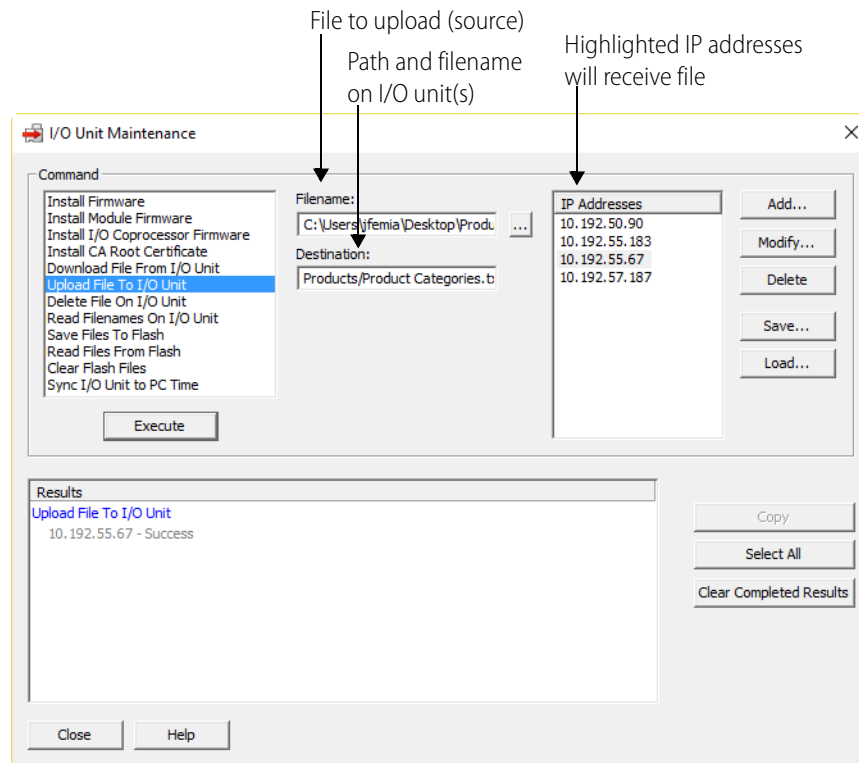 File to upload (source)
Path and filename
on I/O unit(s)
Highlighted IP addresses
will receive file
I/O Unit Maintenance
Command
Install Firmware
Install Module Firmware
Install I/O Coprocessor Firmware
Install CA Root Certificate
Download File From I/O Unit
Upload File To I/O Unit
Delete File On I/O Unit
Read Filenames On I/O Unit
Save Files To Flash
Read Files From Flash
Clear Flash Files
Sync I/O Unit to PC Time
Execute
Filename:
C:\Users\jfemia\Desktop\Produ
...
Destination:
Products/Product Categories.t
IP Addresses
10.192.50.90
10.192.55.183
10.192.55.67
10.192.57.187
Add...
Modify...
Delete
Save...
Load...
Results
Upload File To I/O Unit
10.192.55.67 - Success
Copy
Select All
Clear Completed Results
Close
Help